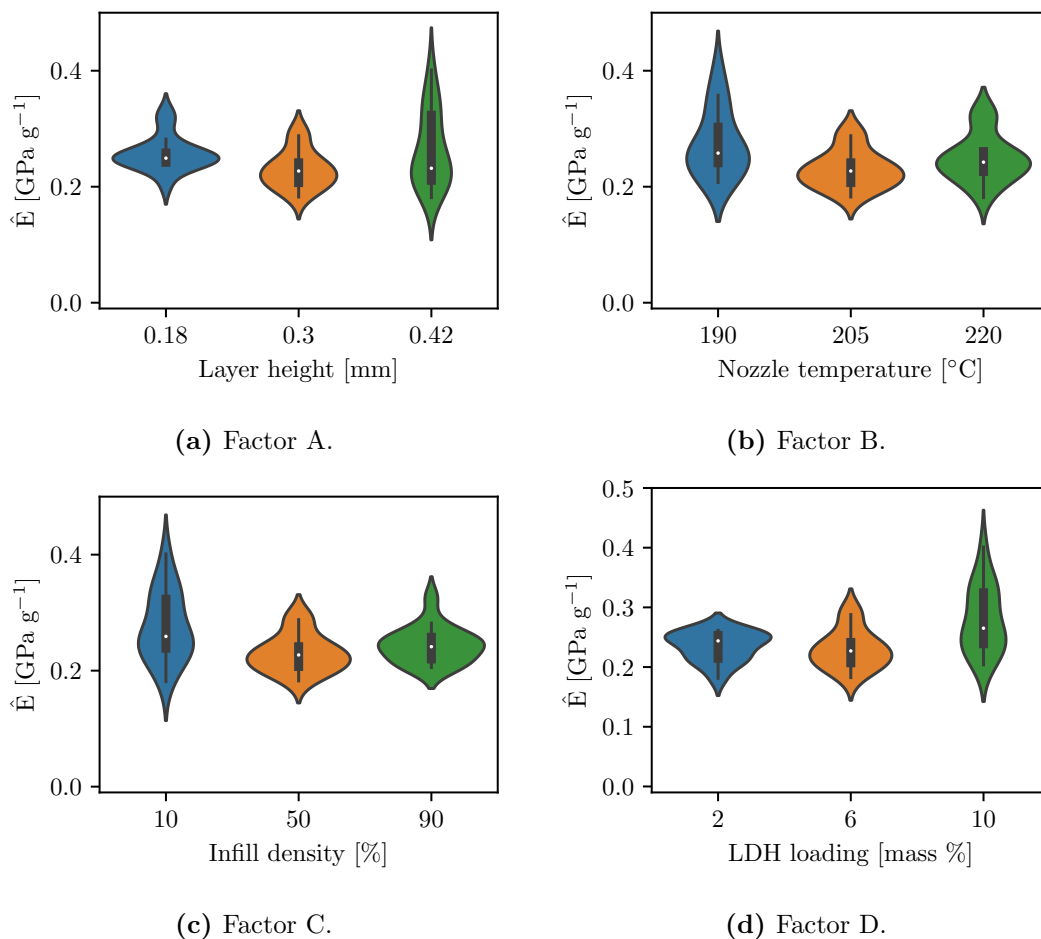 0.4
0.2
0.0
Ê [GPa g⁻¹]
0.18 0.3 0.42
Layer height [mm]
(a) Factor A.
0.4
0.2
0.0
Ê [GPa g⁻¹]
190 205 220
Nozzle temperature [°C]
(b) Factor B.
0.4
0.2
0.0
Ê [GPa g⁻¹]
10 50 90
Infill density [%]
(c) Factor C.
0.5
0.4
0.3
0.2
0.1
0.0
Ê [GPa g⁻¹]
2 6 10
LDH loading [mass %]
(d) Factor D.